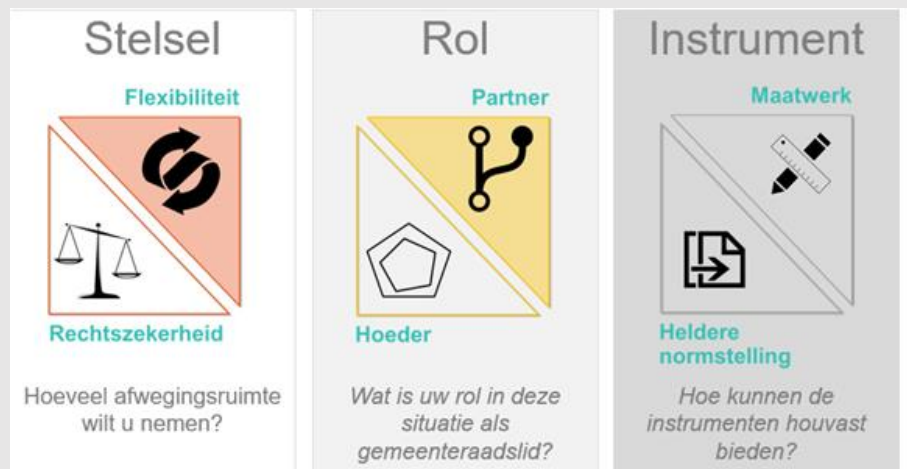 Stelsel
Flexibiliteit
Rechtszekerheid
Hoeveel afwegingsruimte
wilt u nemen?
Rol
Partner
Hoeder
Wat is uw rol in deze
situatie als
gemeenteraadslid?
Instrument
Maatwerk
Heldere
normstelling
Hoe kunnen de
instrumenten houvast
bieden?